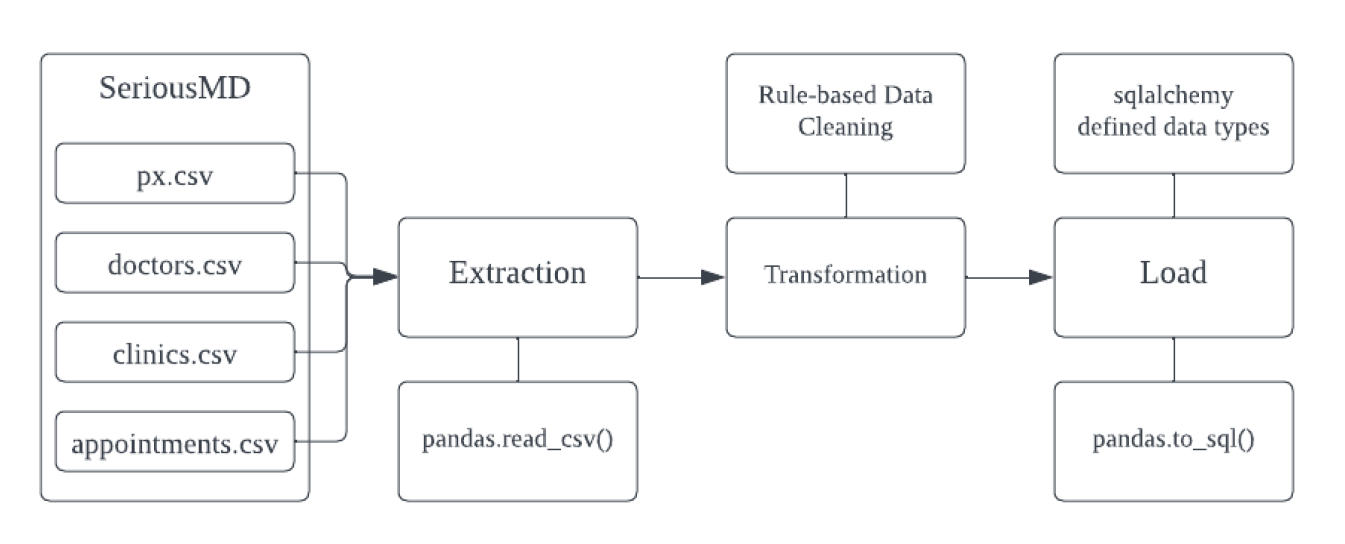 SeriousMD
px.csv
doctors.csv
clinics.csv
appointments.csv
Extraction
pandas.read_csv()
Rule-based Data
Cleaning
Transformation
sqlalchemy
defined data types
Load
pandas.to_sql()